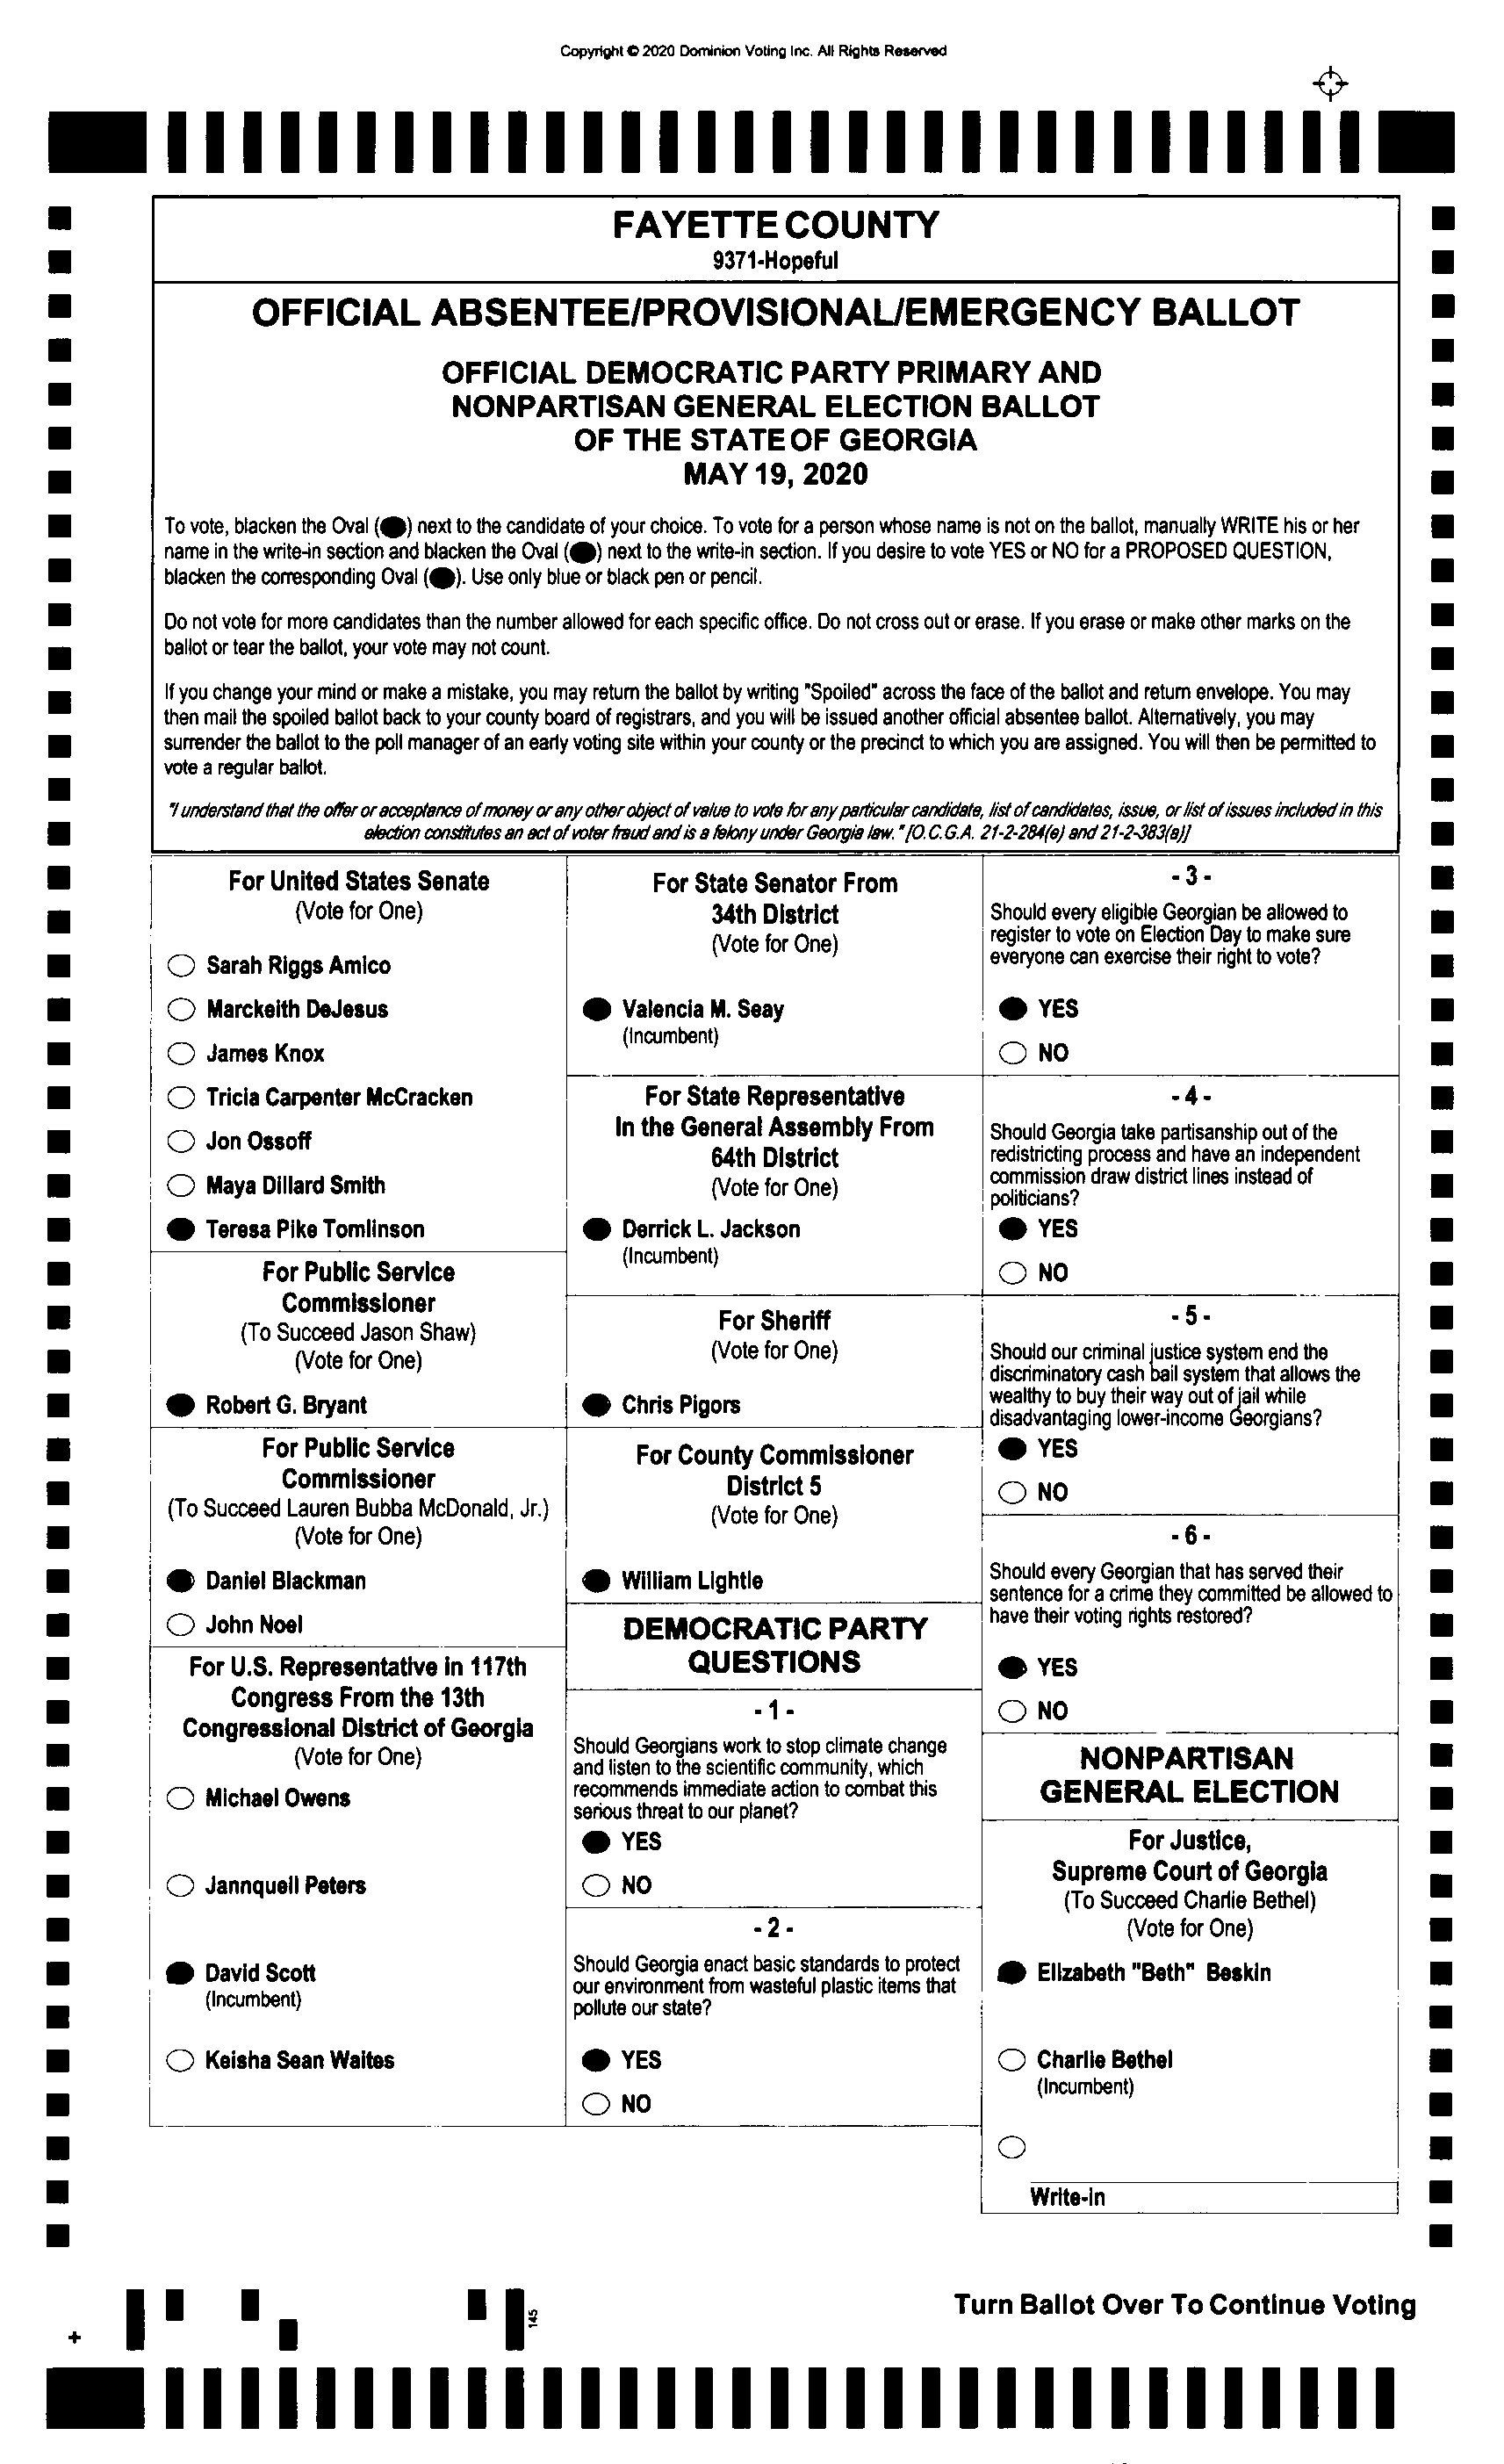 Copyright © 2020 Dominion Voting Inc. All Rights Reserved
FAYETTE COUNTY
9371-Hopeful
OFFICIAL ABSENTEE/PROVISIONAL/EMERGENCY BALLOT
OFFICIAL DEMOCRATIC PARTY PRIMARY AND
NONPARTISAN GENERAL ELECTION BALLOT
OF THE STATE OF GEORGIA
MAY 19, 2020
To vote, blacken the Oval ( ) next to the candidate of your choice. To vote for a person whose name is not on the ballot, manually WRITE his or her
name in the write-in section and blacken the Oval ( ) next to the write-in section. If you desire to vote YES or NO for a PROPOSED QUESTION,
blacken the corresponding Oval ( ). Use only blue or black pen or pencil.
Do not vote for more candidates than the number allowed for each specific office. Do not cross out or erase. If you erase or make other marks on the
ballot or tear the ballot, your vote may not count.
If you change your mind or make a mistake, you may return the ballot by writing "Spoiled" across the face of the ballot and return envelope. You may
then mail the spoiled ballot back to your county board of registrars, and you will be issued another official absentee ballot. Alternatively, you may
surrender the ballot to the poll manager of an early voting site within your county or the precinct to which you are assigned. You will then be permitted to
vote a regular ballot.
"I understand that the offer or acceptance of money or any other object of value to vote for any particular candidate, list of candidates, issue, or list of issues included in this
election constitutes an act of voter fraud and is a felony under Georgia law." [O.C.G.A. 21-2-284(e) and 21-2-383(a)]
For United States Senate
(Vote for One)
Sarah Riggs Amico
Marckeith DeJesus
James Knox
Tricia Carpenter McCracken
Jon Ossoff
Maya Dillard Smith
Teresa Pike Tomlinson
For Public Service
Commissioner
(To Succeed Jason Shaw)
(Vote for One)
Robert G. Bryant
For Public Service
Commissioner
(To Succeed Lauren Bubba McDonald, Jr.)
(Vote for One)
Daniel Blackman
John Noel
For U.S. Representative in 117th
Congress From the 13th
Congressional District of Georgia
(Vote for One)
Michael Owens
Jannquell Peters
David Scott
(Incumbent)
Keisha Sean Waites
For State Senator From
34th District
(Vote for One)
Valencia M. Seay
(Incumbent)
For State Representative
In the General Assembly From
64th District
(Vote for One)
Derrick L. Jackson
(Incumbent)
For Sheriff
(Vote for One)
Chris Pigors
For County Commissioner
District 5
(Vote for One)
William Lightle
DEMOCRATIC PARTY
QUESTIONS
- 1 -
Should Georgians work to stop climate change
and listen to the scientific community, which
recommends immediate action to combat this
serious threat to our planet?
YES
NO
- 2 -
Should Georgia enact basic standards to protect
our environment from wasteful plastic items that
pollute our state?
YES
NO
- 3 -
Should every eligible Georgian be allowed to
register to vote on Election Day to make sure
everyone can exercise their right to vote?
YES
NO
- 4 -
Should Georgia take partisanship out of the
redistricting process and have an independent
commission draw district lines instead of
politicians?
YES
NO
- 5 -
Should our criminal justice system end the
discriminatory cash bail system that allows the
wealthy to buy their way out of jail while
disadvantaging lower-income Georgians?
YES
NO
- 6 -
Should every Georgian that has served their
sentence for a crime they committed be allowed to
have their voting rights restored?
YES
NO
NONPARTISAN
GENERAL ELECTION
For Justice,
Supreme Court of Georgia
(To Succeed Charlie Bethel)
(Vote for One)
Elizabeth "Beth" Beskin
Charlie Bethel
(Incumbent)
Write-in
Turn Ballot Over To Continue Voting
145
+